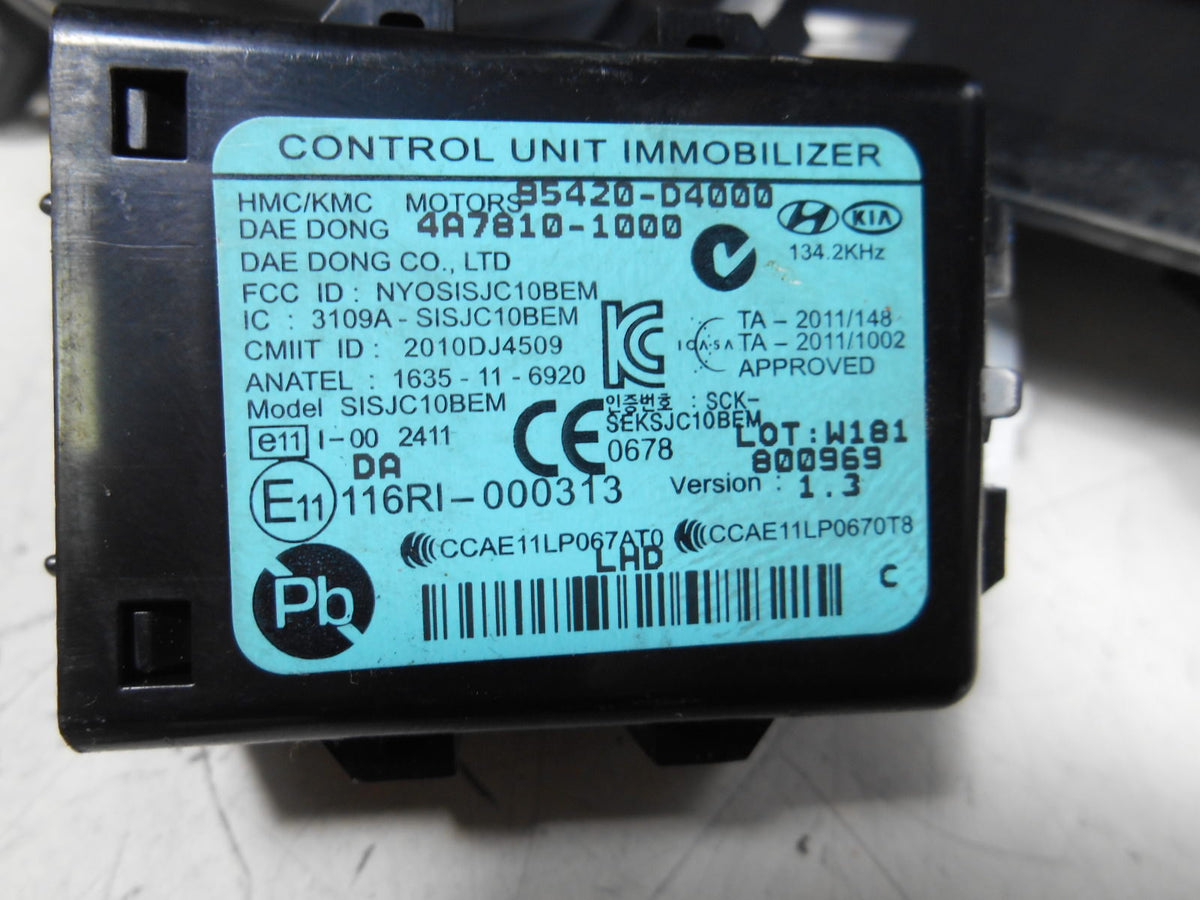 CONTROL UNIT IMMOBILIZER
HMC/KMC MOTORS 95420-D4000
DAE DONG 4A7810-1000
KIA
134.2KHz
DAE DONG CO., LTD
FCC ID : NYOSISJC10BEM
IC : 3109A - SISJC10BEM
CMIIT ID : 2010DJ4509
ANATEL : 1635 - 11 - 6920
Model SISJC10BEM
ICASA
TA - 2011/148
TA - 2011/1002
APPROVED
인증번호 : SCK-
SEKSJC10BEM
CE 0678
e11 I-00 2411
DA
E11 116RI-000313
LOT:W181
800969
Version : 1.3
CCAE11LP067AT0 CCAE11LP0670T8
LHD
Pb
C